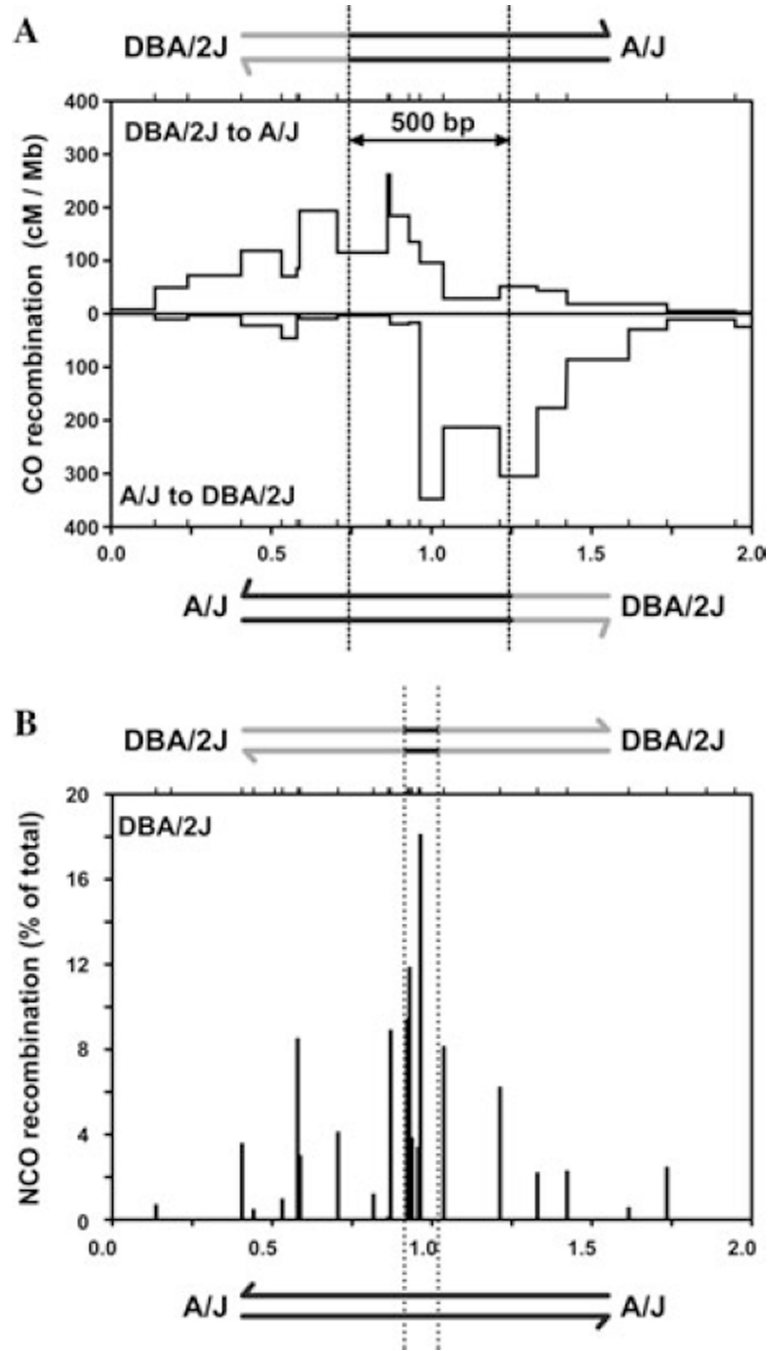 A
DBA/2J
A/J
400
DBA/2J to A/J
500 bp
300
200
100
0
100
200
300
A/J to DBA/2J
400
CO recombination (cM / Mb)
0.0 0.5 1.0 1.5 2.0
A/J
DBA/2J
B
DBA/2J
DBA/2J
20
DBA/2J
16
12
8
4
0
NCO recombination (% of total)
0.0 0.5 1.0 1.5 2.0
A/J
A/J